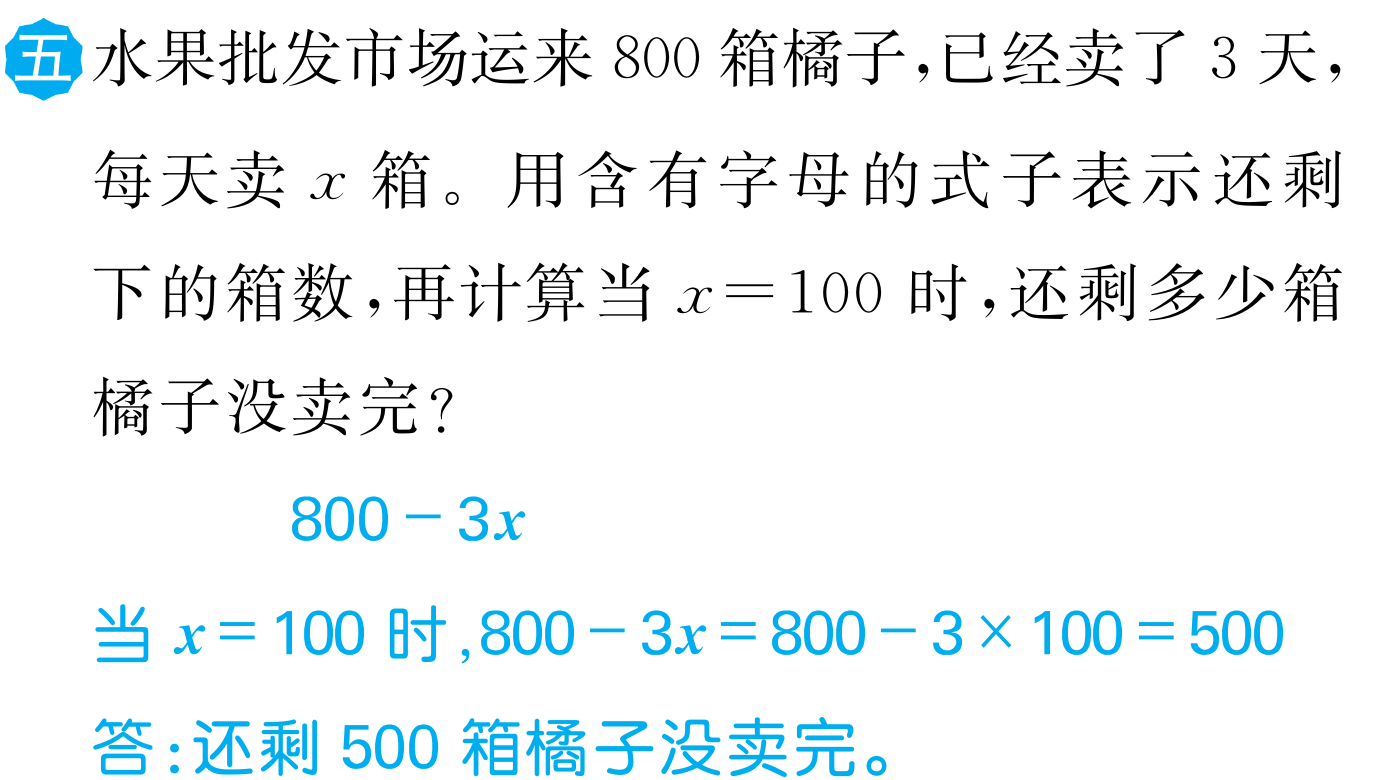 五 水果批发市场运来 800 箱橘子,已经卖了 3 天,
每天卖 x 箱。用含有字母的式子表示还剩
下的箱数,再计算当 x=100 时,还剩多少箱
橘子没卖完?
800-3x
当 x=100 时,800-3x=800-3×100=500
答:还剩 500 箱橘子没卖完。